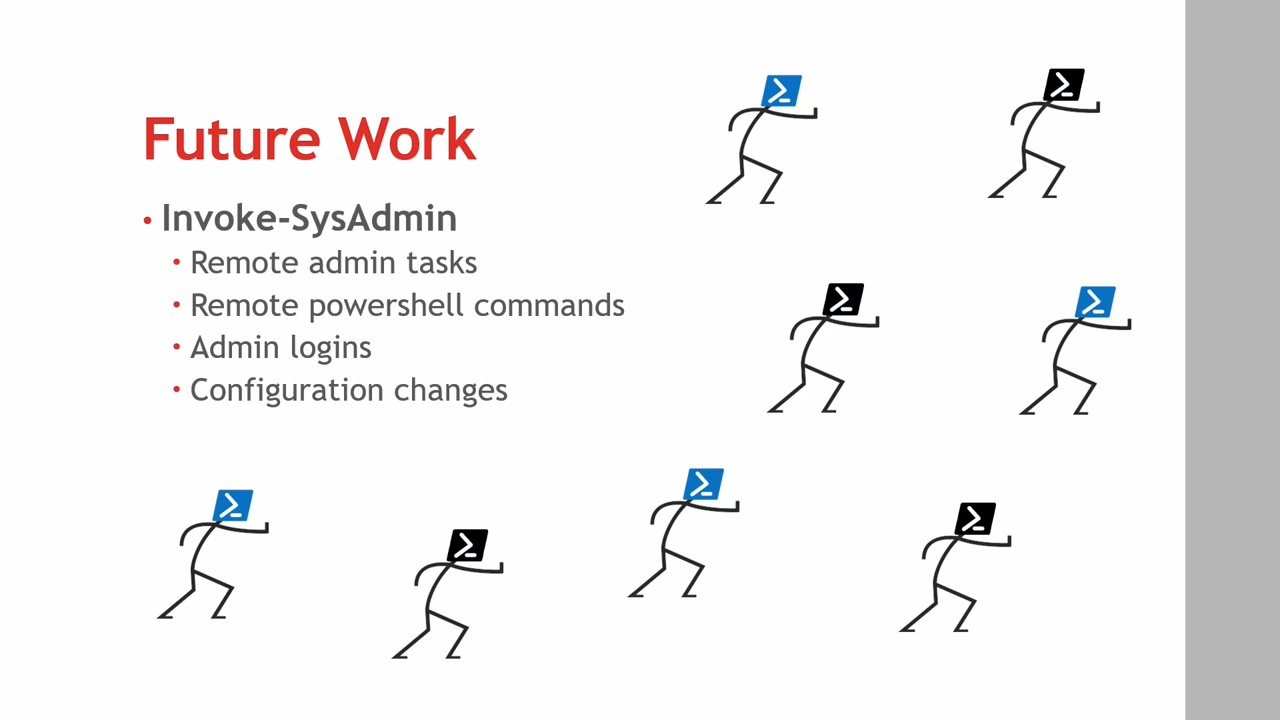 Future Work
• Invoke-SysAdmin
• Remote admin tasks
• Remote powershell commands
• Admin logins
• Configuration changes